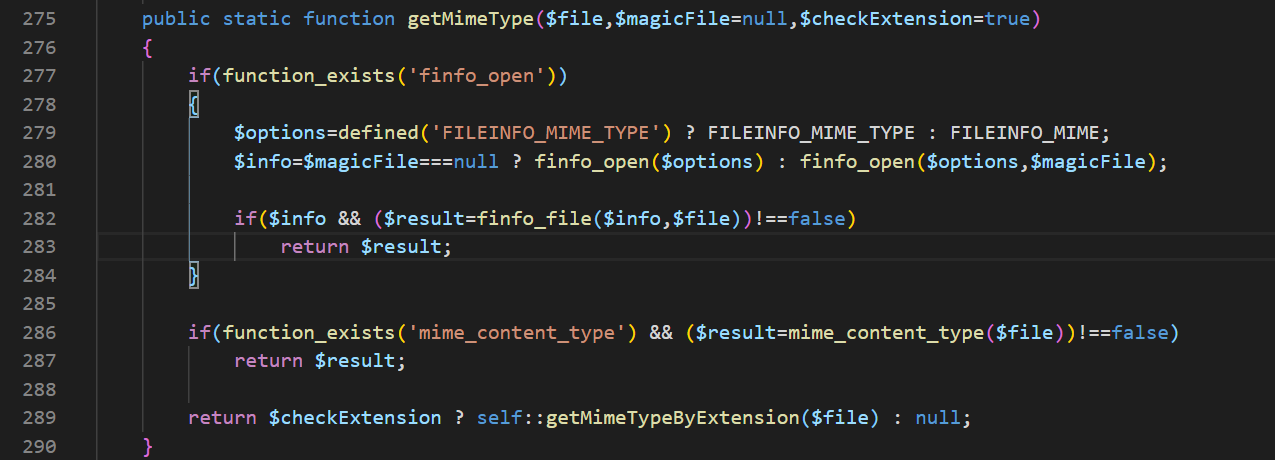 275 public static function getMimeType($file,$magicFile=null,$checkExtension=true)
276 {
277 if(function_exists('finfo_open'))
278 {
279 $options=defined('FILEINFO_MIME_TYPE') ? FILEINFO_MIME_TYPE : FILEINFO_MIME;
280 $info=$magicFile===null ? finfo_open($options) : finfo_open($options,$magicFile);
281
282 if($info && ($result=finfo_file($info,$file))!==false)
283 return $result;
284 }
285
286 if(function_exists('mime_content_type') && ($result=mime_content_type($file))!==false)
287 return $result;
288
289 return $checkExtension ? self::getMimeTypeByExtension($file) : null;
290 }